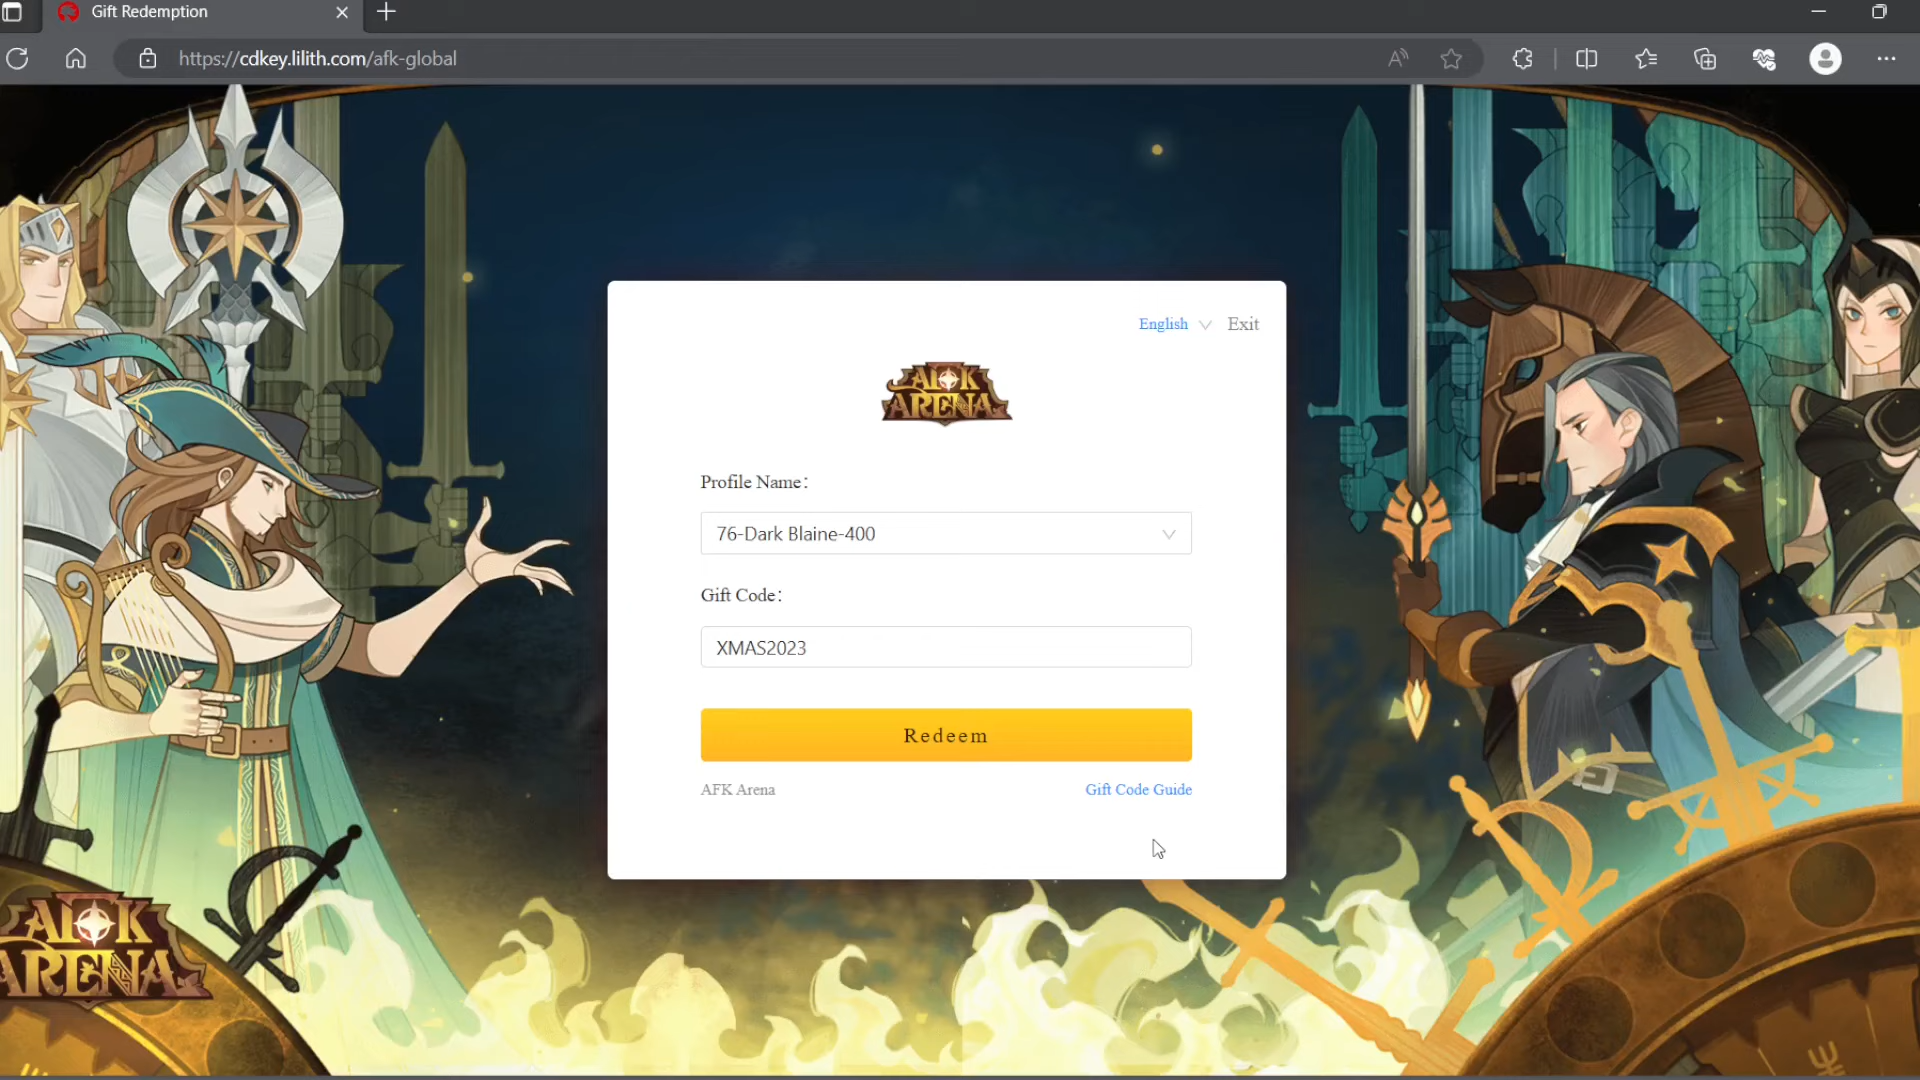 Gift Redemption
https://cdkey.lilith.com/afk-global
English
Exit
AFK
ARENA
Profile Name:
76-Dark Blaine-400
Gift Code:
XMAS2023
Redeem
AFK Arena
Gift Code Guide
AFK
ARENA